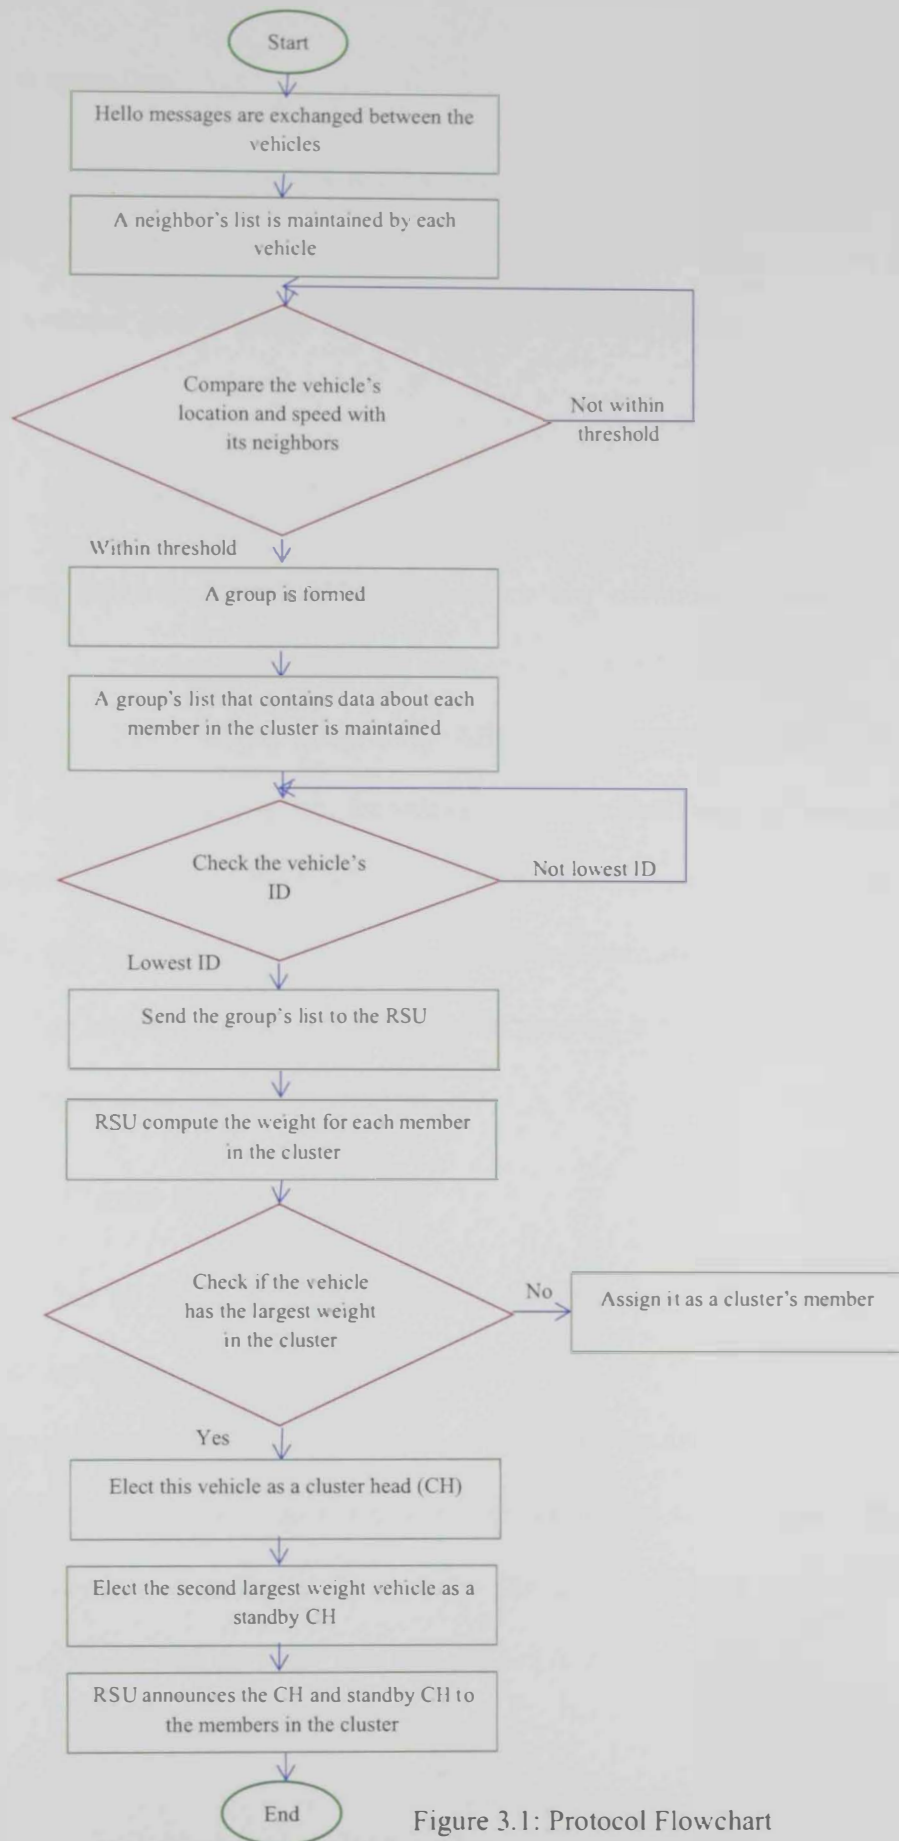 Start
Hello messages are exchanged between the
vehicles
A neighbor's list is maintained by each
vehicle
Compare the vehicle's
location and speed with
its neighbors
Not within
threshold
Within threshold
A group is formed
A group's list that contains data about each
member in the cluster is maintained
Check the vehicle's
ID
Not lowest ID
Lowest ID
Send the group's list to the RSU
RSU compute the weight for each member
in the cluster
Check if the vehicle
has the largest weight
in the cluster
No
Assign it as a cluster's member
Yes
Elect this vehicle as a cluster head (CH)
Elect the second largest weight vehicle as a
standby CH
RSU announces the CH and standby CH to
the members in the cluster
End
Figure 3.1: Protocol Flowchart